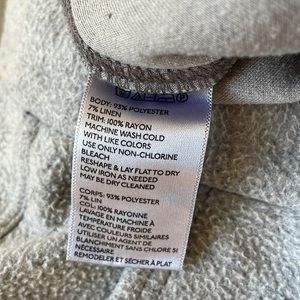 BODY: 93% POLYESTER
7% LINEN
TRIM: 100% RAYON
MACHINE WASH COLD
WITH LIKE COLORS
USE ONLY NON-CHLORINE
BLEACH
RESHAPE & LAY FLAT TO DRY
LOW IRON AS NEEDED
MAY BE DRY CLEANED
CORPS: 93% POLYESTER
7% LIN
COL: 100% RAYONNE
LAVAGE EN MACHINE À
TEMPÉRATURE FROIDE
AVEC COULEURS SIMILAIRES
UTILISER UN AGENT DE
BLANCHIMENT SANS CHLORE SI
NÉCESSAIRE
REMODELER ET SÉCHER À PLAT